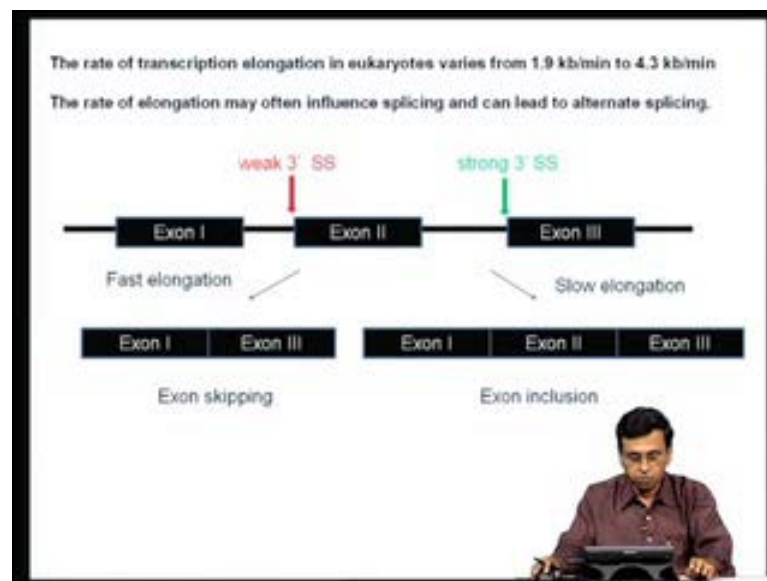 The rate of transcription elongation in eukaryotes varies from 1.9 kb/min to 4.3 kb/min
The rate of elongation may often influence splicing and can lead to alternate splicing.
weak 3' SS strong 3' SS
Exon I Exon II Exon III
Fast elongation Slow elongation
Exon I Exon III Exon I Exon II Exon III
Exon skipping Exon inclusion